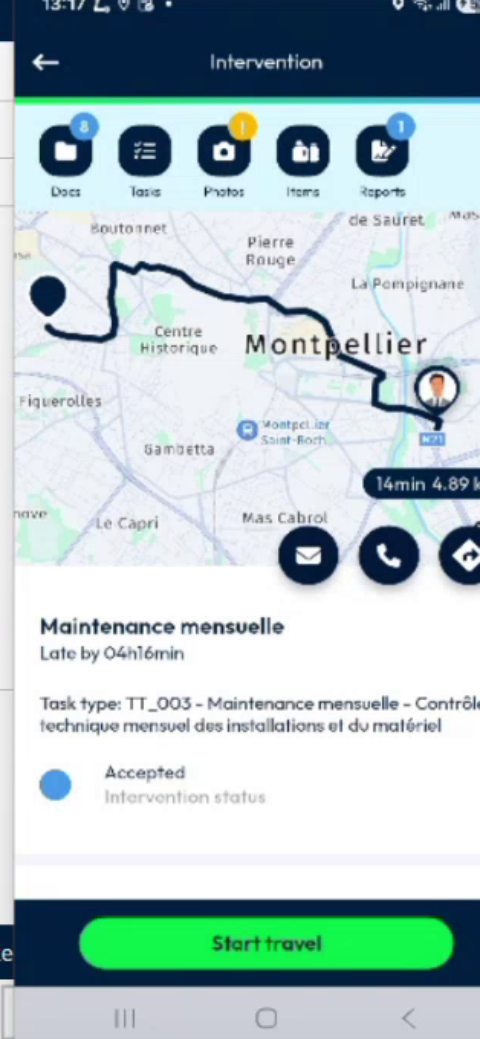 13:17
Intervention
8
!
1
Docs
Tasks
Photos
Items
Reports
de Sauret
Mas
Boutonnet
Pierre
Rouge
La Pompignane
Centre
Historique
Montpellier
Figuerolles
Montpellier
Saint-Roch
Gambetta
14min 4.89 k
Le Capri
Mas Cabrol
Maintenance mensuelle
Late by 04h16min
Task type: TT_003 - Maintenance mensuelle - Contrôle
technique mensuel des installations et du matériel
Accepted
Intervention status
Start travel